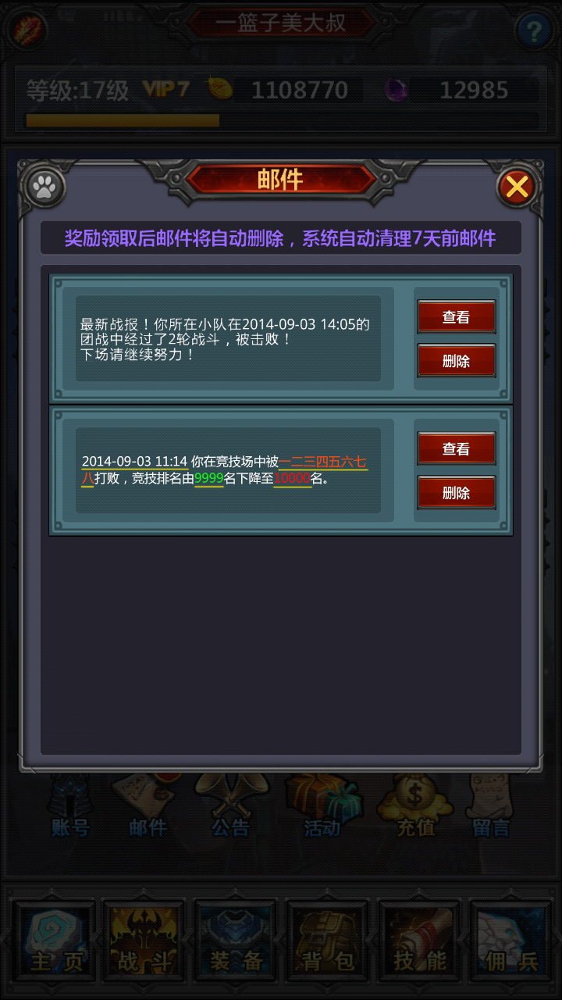 一篮子美大叔
?
等级:17级 VIP 7 1108770 12985
邮件
奖励领取后邮件将自动删除，系统自动清理7天前邮件
最新战报！你所在小队在2014-09-03 14:05的
团战中经过了2轮战斗，被击败！
下场请继续努力！
查看
删除
2014-09-03 11:14 你在竞技场中被一二三四五六七
八打败，竞技排名由9999名下降至10000名。
查看
删除
账号 邮件 公告 活动 充值 留言
主页 战斗 装备 背包 技能 佣兵